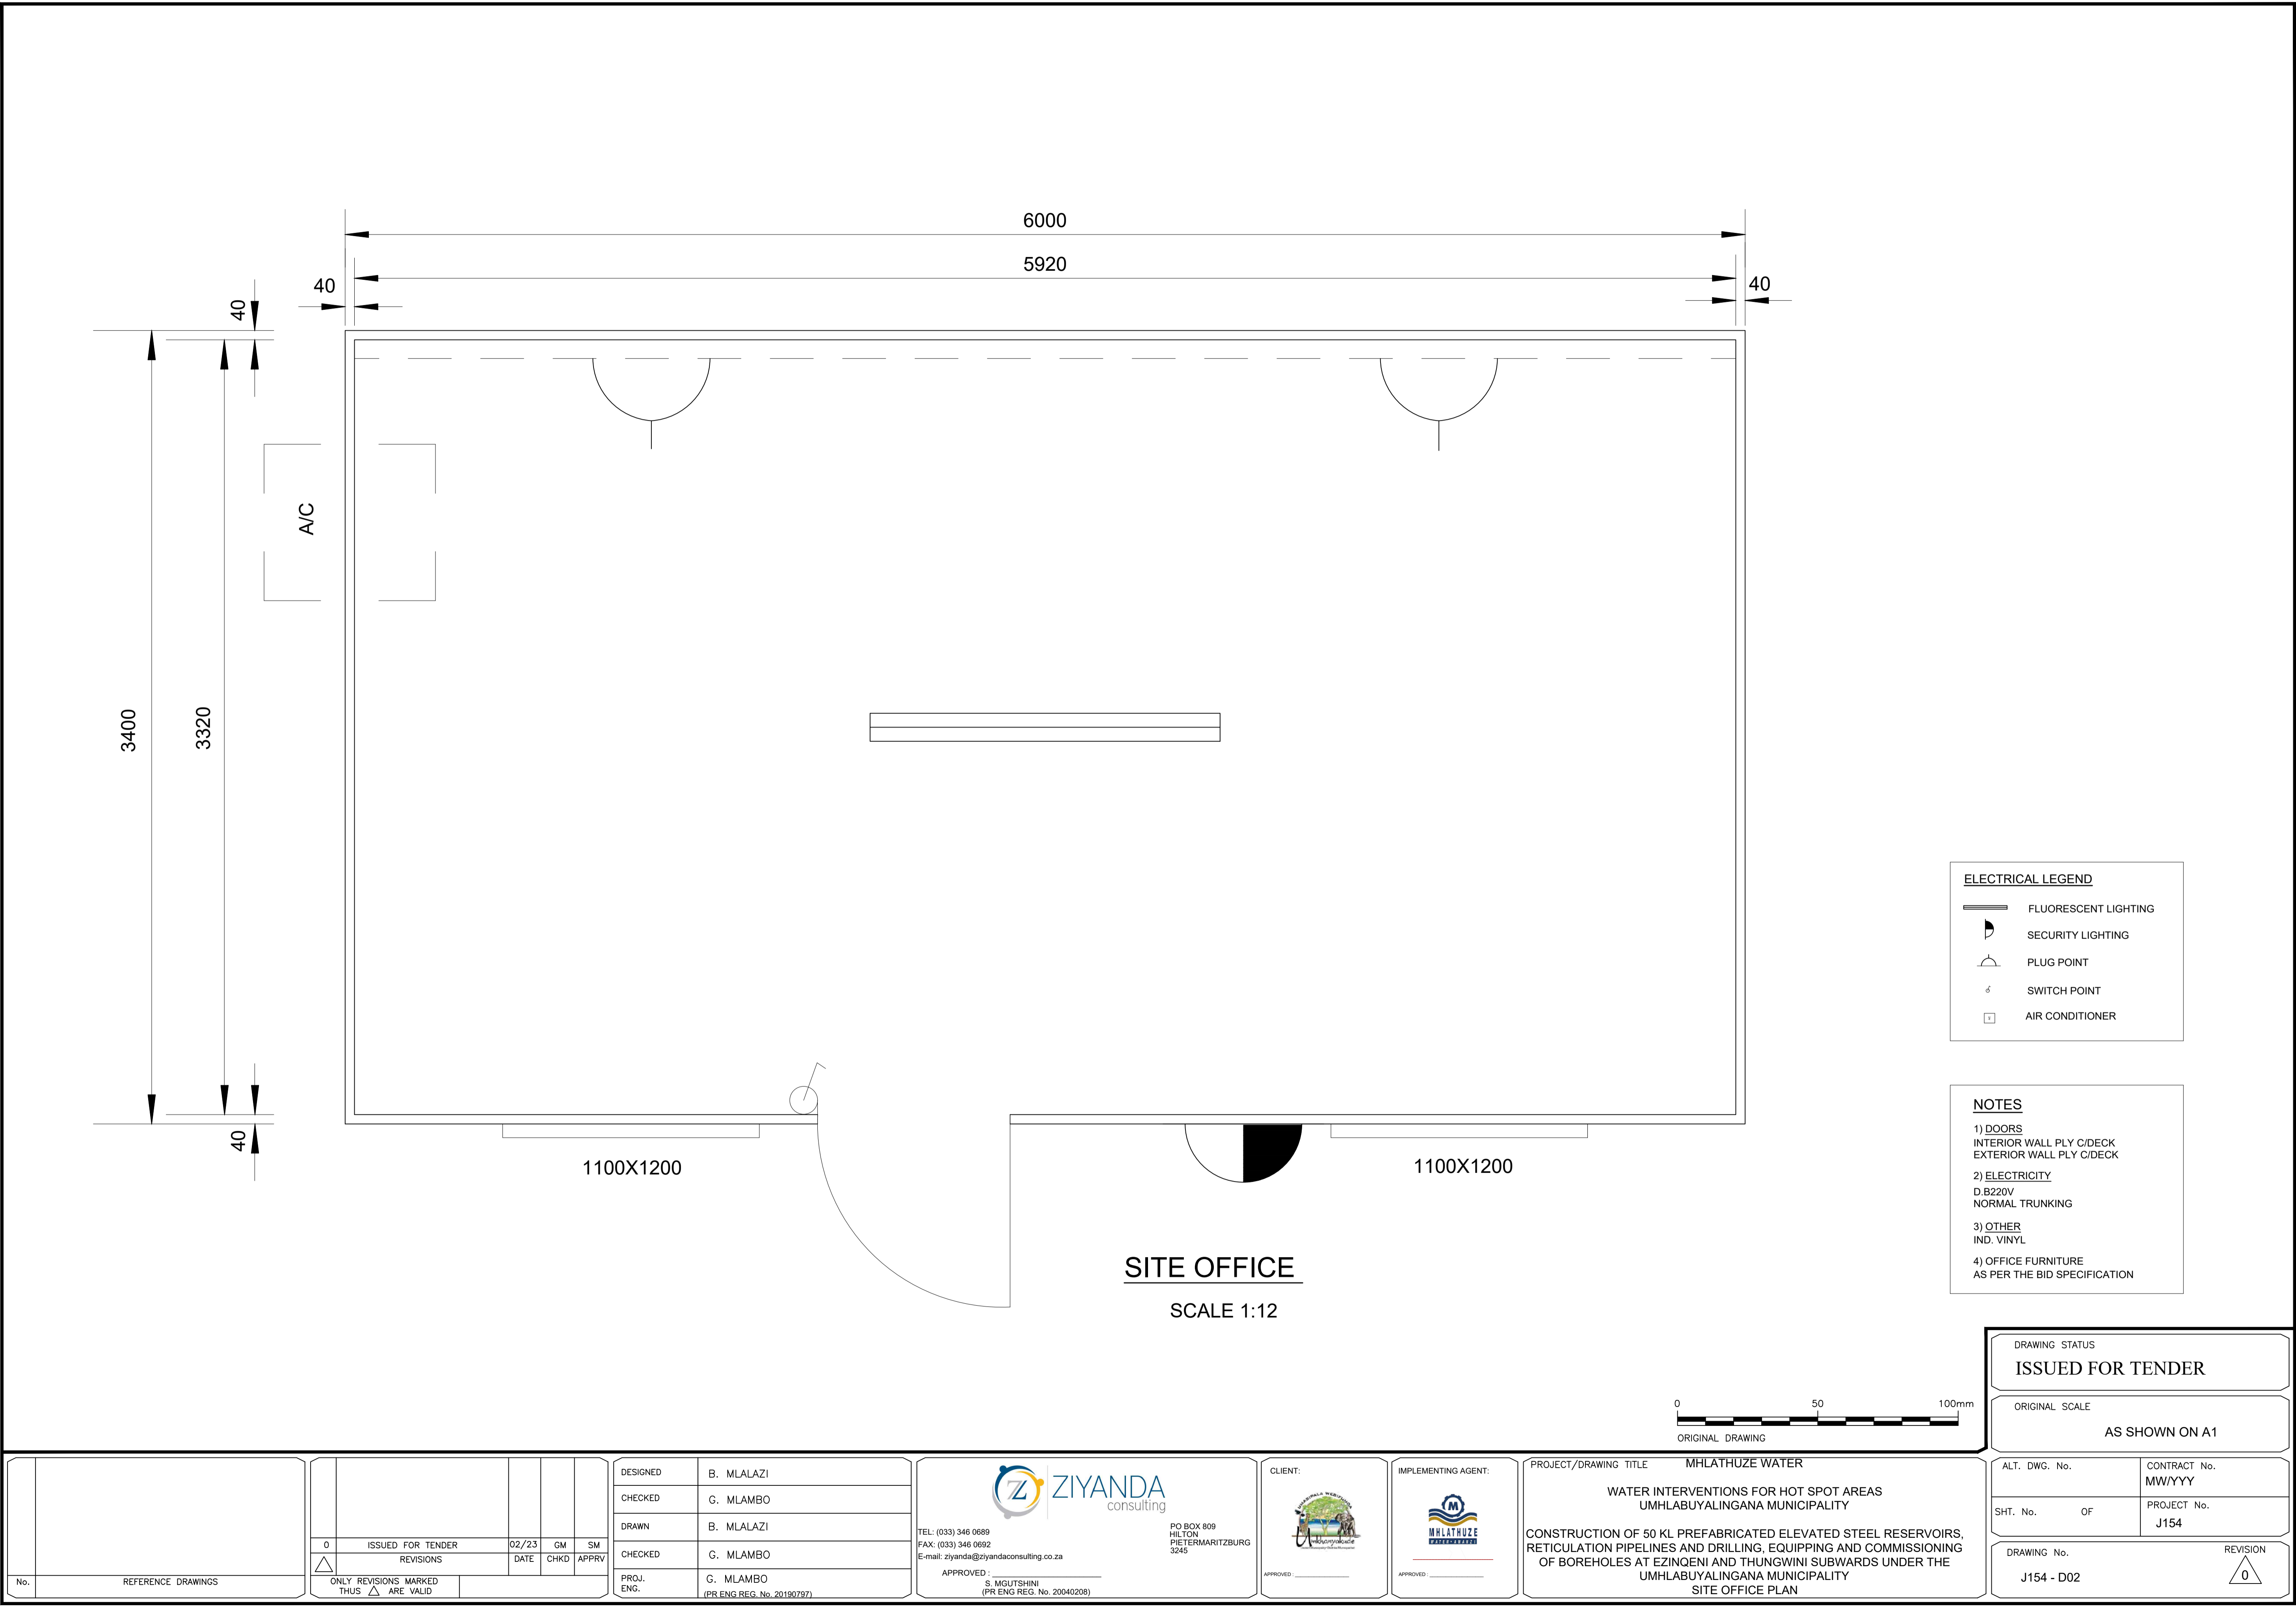 6000
5920
40
40
40
A/C
3400
3320
40
1100X1200
1100X1200
SITE OFFICE
SCALE 1:12
ELECTRICAL LEGEND
FLUORESCENT LIGHTING
SECURITY LIGHTING
PLUG POINT
SWITCH POINT
AIR CONDITIONER
NOTES
1) DOORS
INTERIOR WALL PLY C/DECK
EXTERIOR WALL PLY C/DECK
2) ELECTRICITY
D.B220V
NORMAL TRUNKING
3) OTHER
IND. VINYL
4) OFFICE FURNITURE
AS PER THE BID SPECIFICATION
DRAWING STATUS
ISSUED FOR TENDER
0 50 100mm
ORIGINAL DRAWING
ORIGINAL SCALE
AS SHOWN ON A1
No. REFERENCE DRAWINGS
0 ISSUED FOR TENDER 02/23 GM SM
REVISIONS DATE CHKD APPRV
ONLY REVISIONS MARKED
THUS ARE VALID
DESIGNED B. MLALAZI
CHECKED G. MLAMBO
DRAWN B. MLALAZI
CHECKED G. MLAMBO
PROJ. ENG. G. MLAMBO
(PR ENG REG. No. 20190797)
ZIYANDA
consulting
TEL: (033) 346 0689
FAX: (033) 346 0692
E-mail: ziyanda@ziyandaconsulting.co.za
PO BOX 809
HILTON
PIETERMARITZBURG
3245
APPROVED :
S. MGUTSHINI
(PR ENG REG. No. 20040208)
CLIENT:
APPROVED :
IMPLEMENTING AGENT:
MHLATHUZE
WATER·AMANZI
APPROVED :
PROJECT/DRAWING TITLE MHLATHUZE WATER
WATER INTERVENTIONS FOR HOT SPOT AREAS
UMHLABUYALINGANA MUNICIPALITY
CONSTRUCTION OF 50 KL PREFABRICATED ELEVATED STEEL RESERVOIRS,
RETICULATION PIPELINES AND DRILLING, EQUIPPING AND COMMISSIONING
OF BOREHOLES AT EZINQENI AND THUNGWINI SUBWARDS UNDER THE
UMHLABUYALINGANA MUNICIPALITY
SITE OFFICE PLAN
ALT. DWG. No.
CONTRACT No.
MW/YYY
SHT. No. OF
PROJECT No.
J154
DRAWING No.
J154 - D02
REVISION
0